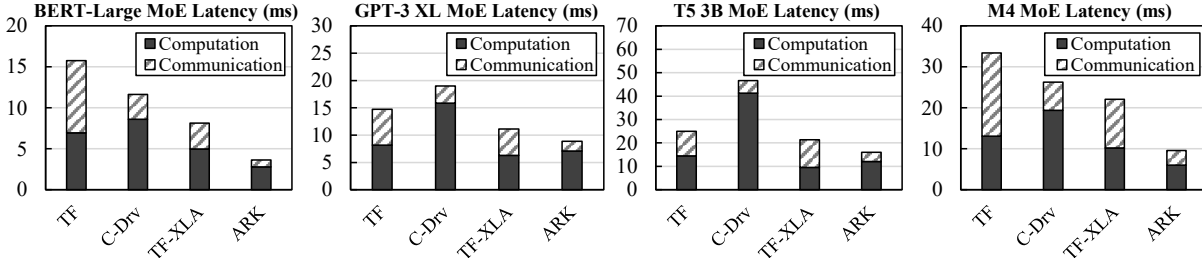 BERT-Large MoE Latency (ms)
20
15
10
5
0
Computation
Communication
TF
C-Drv
TF-XLA
ARK
GPT-3 XL MoE Latency (ms)
30
25
20
15
10
5
0
Computation
Communication
TF
C-Drv
TF-XLA
ARK
T5 3B MoE Latency (ms)
70
60
50
40
30
20
10
0
Computation
Communication
TF
C-Drv
TF-XLA
ARK
M4 MoE Latency (ms)
40
30
20
10
0
Computation
Communication
TF
C-Drv
TF-XLA
ARK